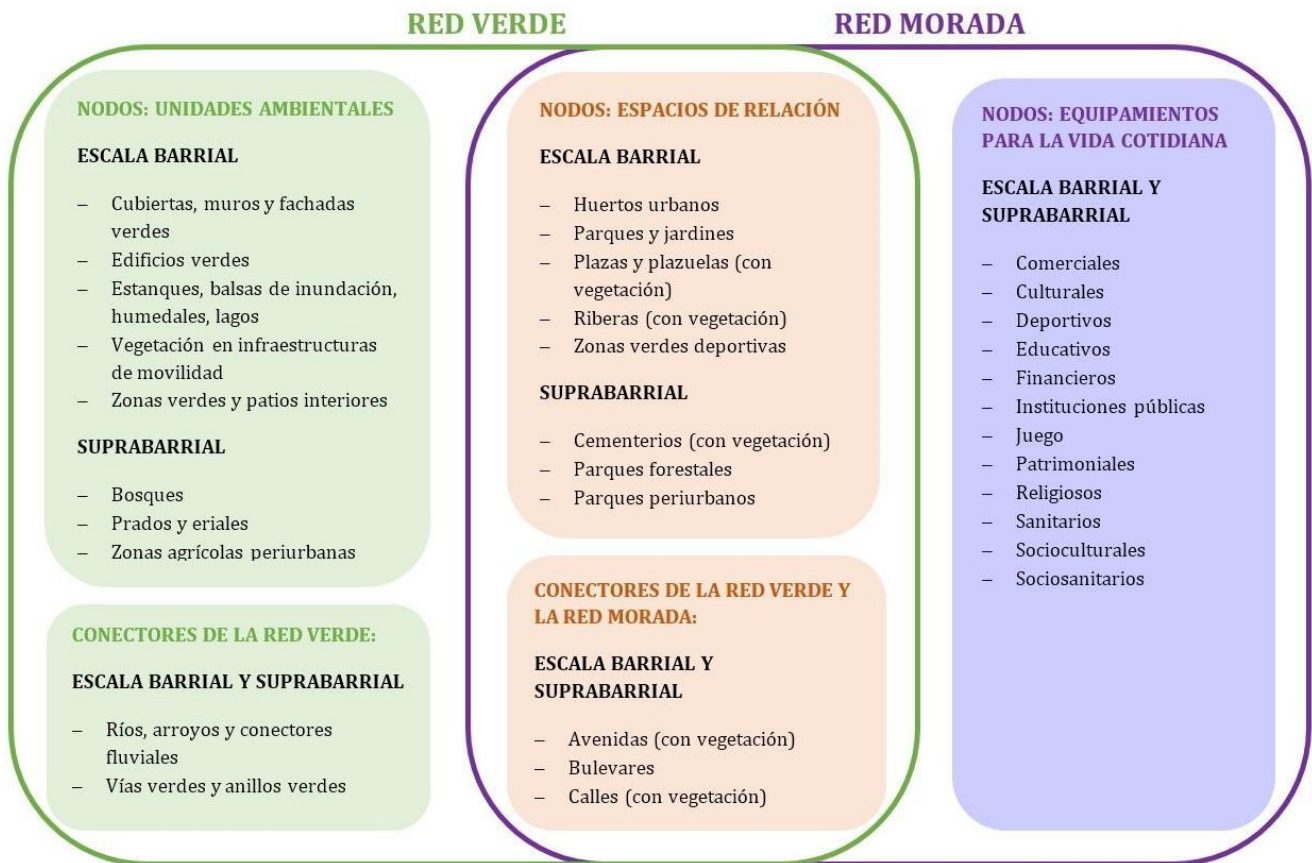 RED VERDE
RED MORADA
NODOS: UNIDADES AMBIENTALES
ESCALA BARRIAL
– Cubiertas, muros y fachadas
verdes
– Edificios verdes
– Estanques, balsas de inundación,
humedales, lagos
– Vegetación en infraestructuras
de movilidad
– Zonas verdes y patios interiores
SUPRABARRIAL
– Bosques
– Prados y eriales
– Zonas agrícolas periurbanas
CONECTORES DE LA RED VERDE:
ESCALA BARRIAL Y SUPRABARRIAL
– Ríos, arroyos y conectores
fluviales
– Vías verdes y anillos verdes
NODOS: ESPACIOS DE RELACIÓN
ESCALA BARRIAL
– Huertos urbanos
– Parques y jardines
– Plazas y plazuelas (con
vegetación)
– Riberas (con vegetación)
– Zonas verdes deportivas
SUPRABARRIAL
– Cementerios (con vegetación)
– Parques forestales
– Parques periurbanos
CONECTORES DE LA RED VERDE Y
LA RED MORADA:
ESCALA BARRIAL Y
SUPRABARRIAL
– Avenidas (con vegetación)
– Bulevares
– Calles (con vegetación)
NODOS: EQUIPAMIENTOS
PARA LA VIDA COTIDIANA
ESCALA BARRIAL Y
SUPRABARRIAL
– Comerciales
– Culturales
– Deportivos
– Educativos
– Financieros
– Instituciones públicas
– Juego
– Patrimoniales
– Religiosos
– Sanitarios
– Socioculturales
– Sociosanitarios